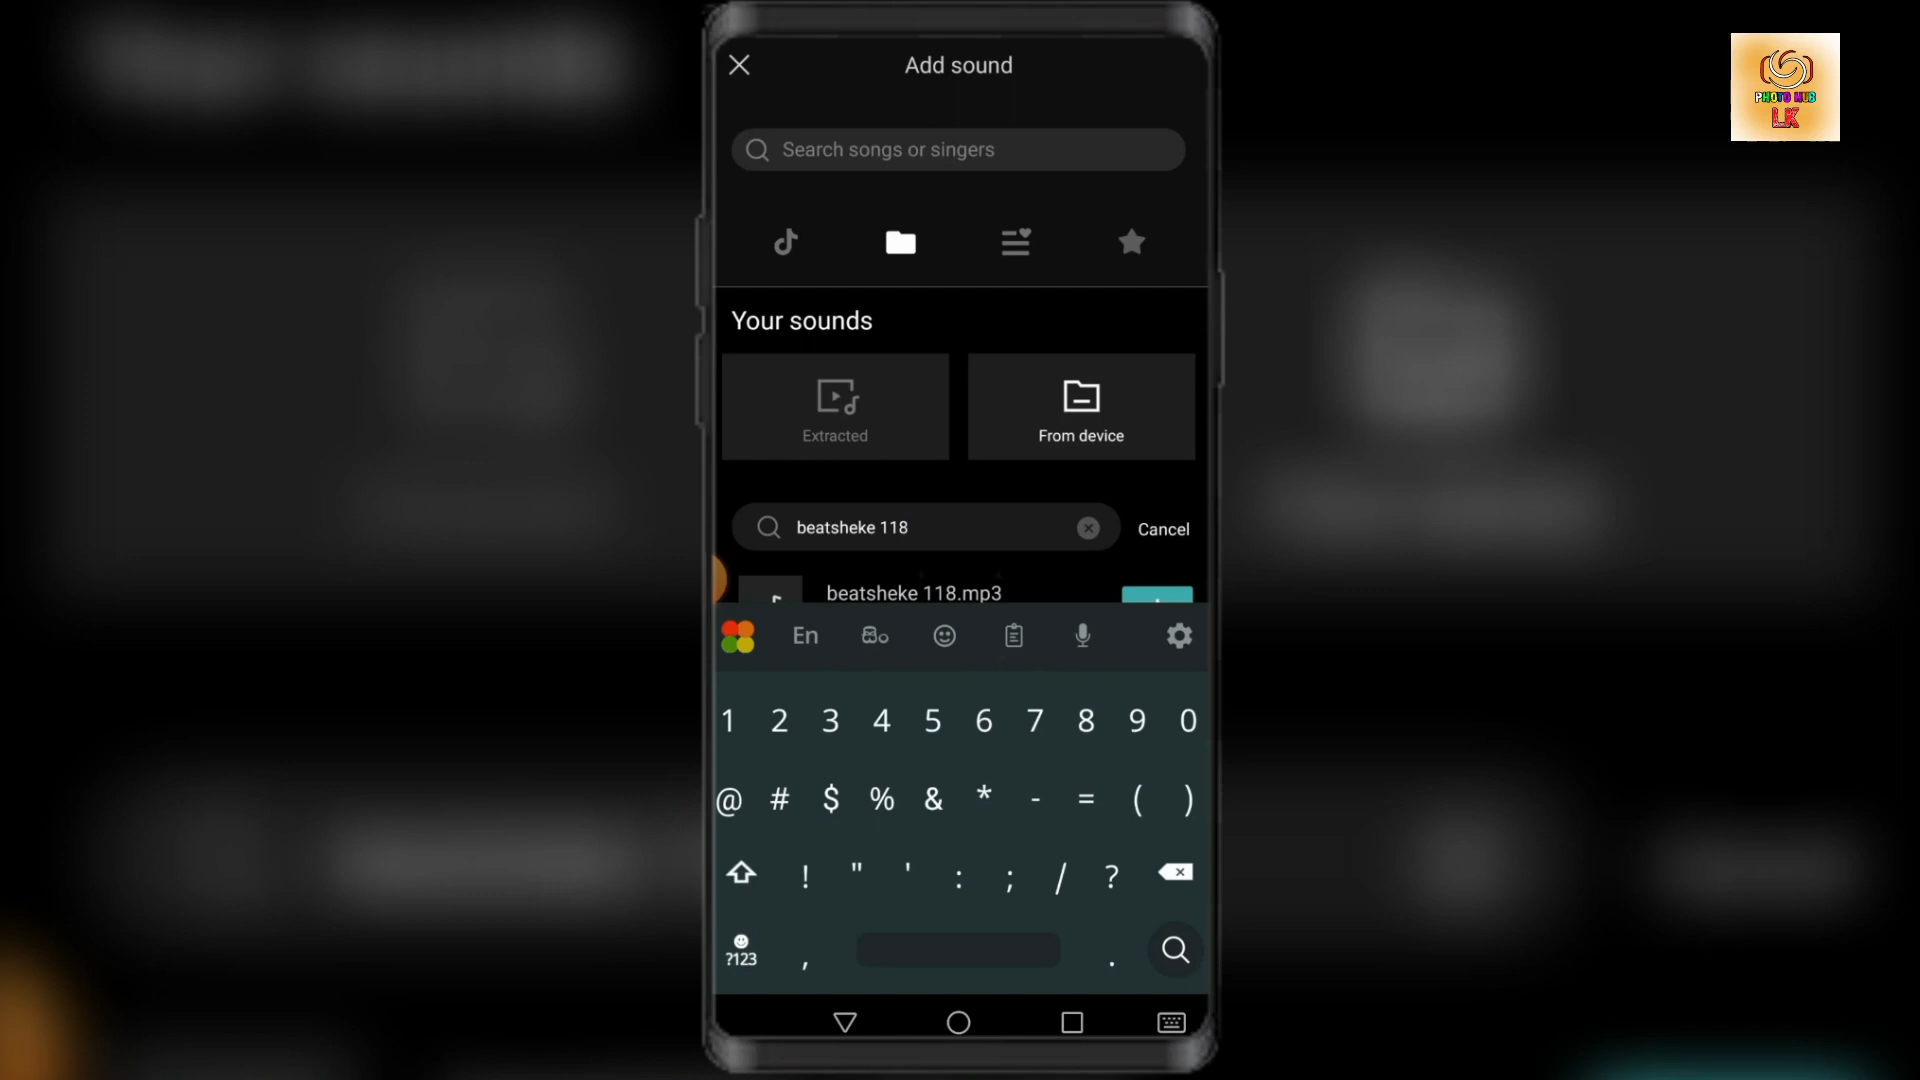 Add sound
PHOTO HUB
LK
Search songs or singers
Your sounds
Extracted
From device
beatsheke 118
Cancel
beatsheke 118.mp3
En
1 2 3 4 5 6 7 8 9 0
@ # $ % & * - = ( )
! " ' : ; / ?
?123 , .